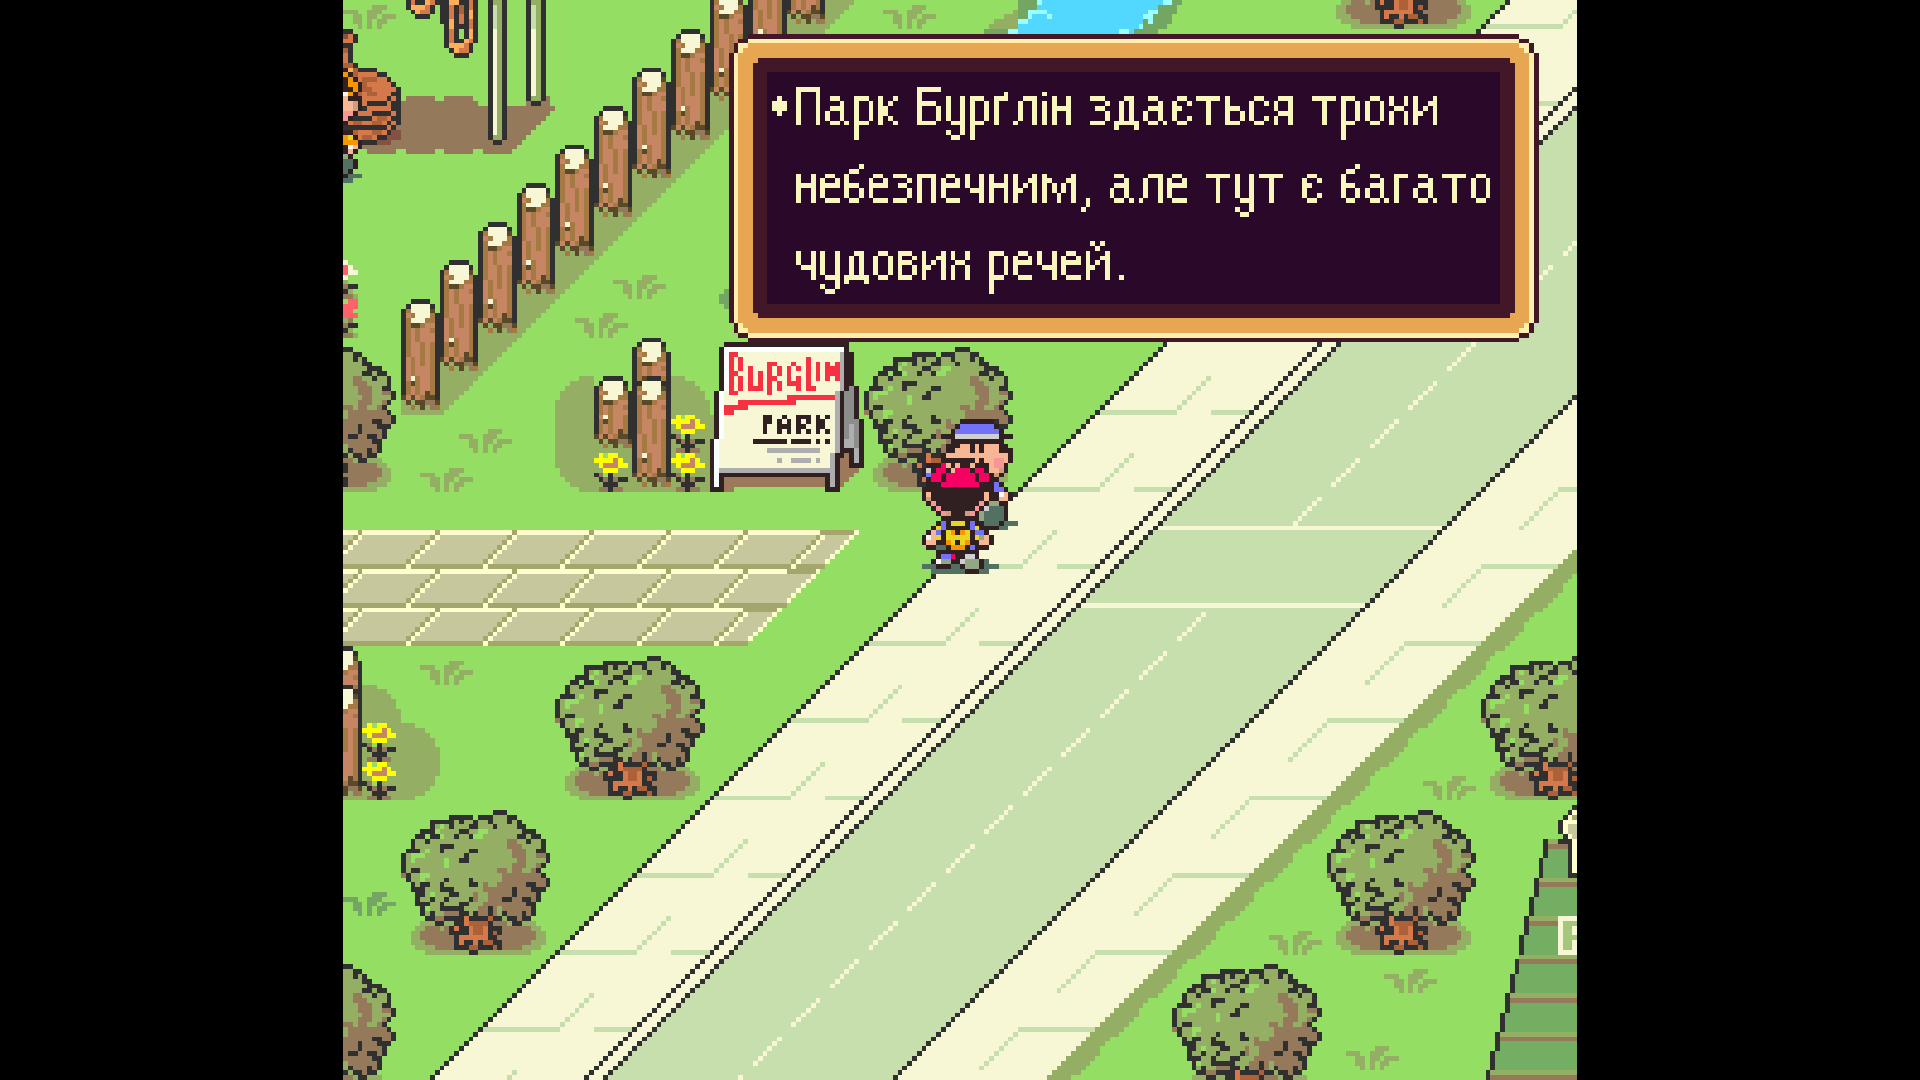 •Парк Бурґлін здається трохи
небезпечним, але тут є багато
чудових речей.
BURGLIN
PARK